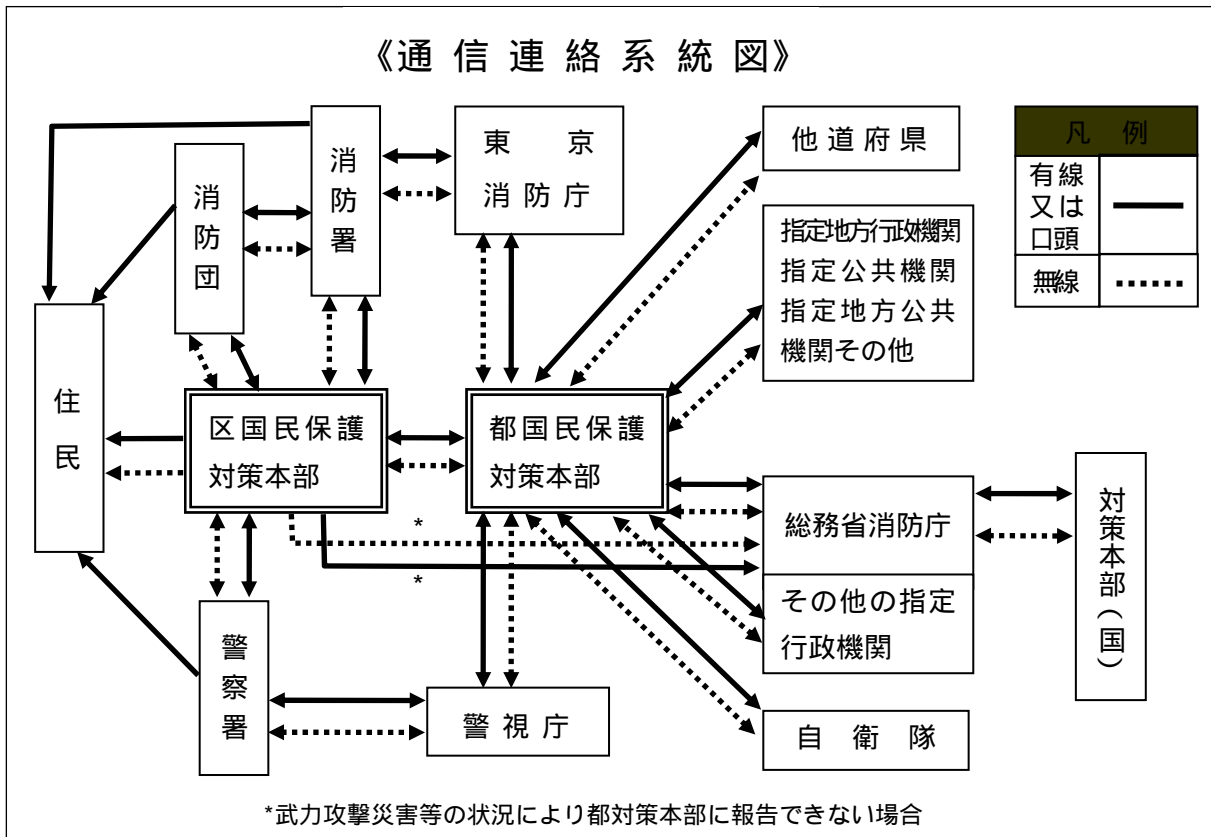 《通信連絡系統図》
消防署
東京
消防庁
他道府県
凡例
有線
又は
口頭
無線
消防団
指定地方行政機関
指定公共機関
指定地方公共
機関その他
住民
区国民保護
対策本部
都国民保護
対策本部
*
*
総務省消防庁
その他の指定
行政機関
対策本部(国)
警察署
警視庁
自衛隊
*武力攻撃災害等の状況により都対策本部に報告できない場合